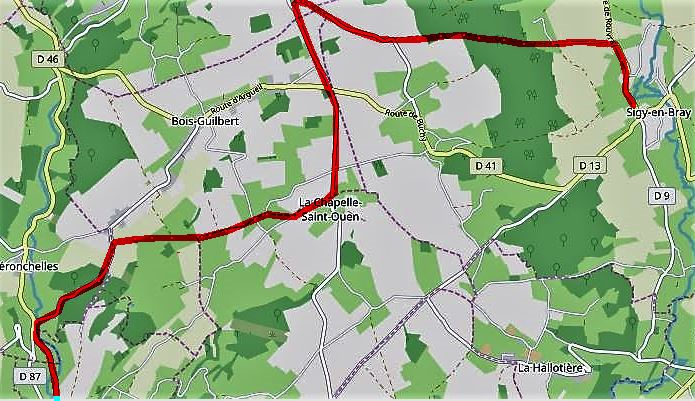 D 46
Route d'Argueil
Bois-Guilbert
Route de Buchy
Sigy-en-Bray
D 41
D 13
D 9
La Chapelle-
Saint-Ouen
éronchelles
D 87
La Hallotière